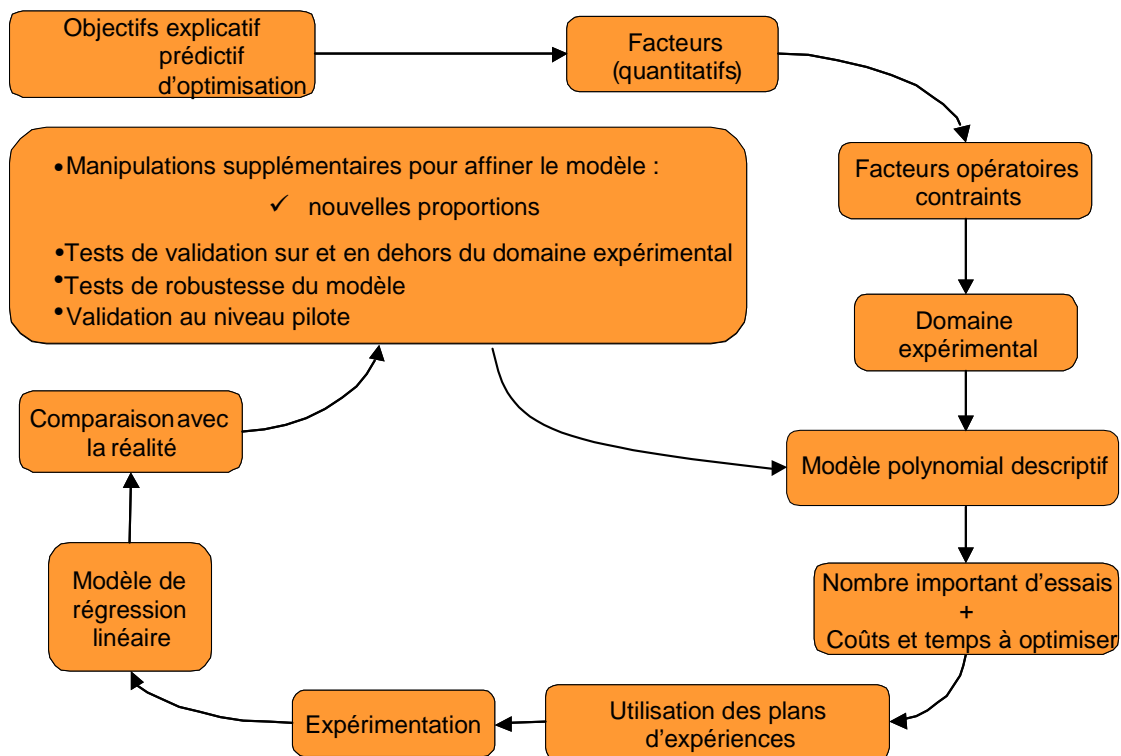 Objectifs explicatif
prédictif
d’optimisation
Facteurs
(quantitatifs)
Facteurs opératoires
contraints
Domaine
expérimental
Modèle polynomial descriptif
Nombre important d’essais
+
Coûts et temps à optimiser
Utilisation des plans
d’expériences
Expérimentation
Modèle de
régression
linéaire
Comparaison avec
la réalité
•Manipulations supplémentaires pour affiner le modèle :
✓ nouvelles proportions
•Tests de validation sur et en dehors du domaine expérimental
•Tests de robustesse du modèle
•Validation au niveau pilote